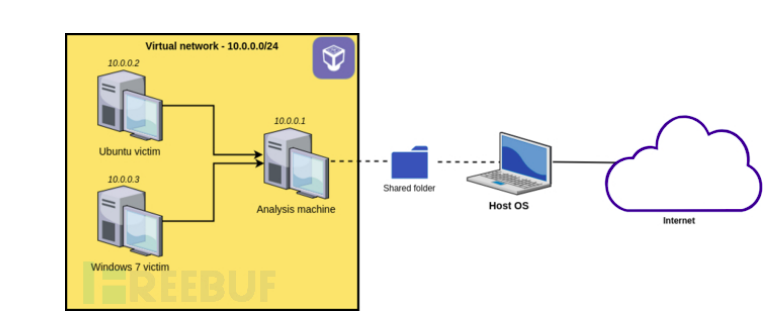 Virtual network - 10.0.0.0/24
10.0.0.2
Ubuntu victim
10.0.0.1
Analysis machine
10.0.0.3
Windows 7 victim
Shared folder
Host OS
Internet
FREEBUF